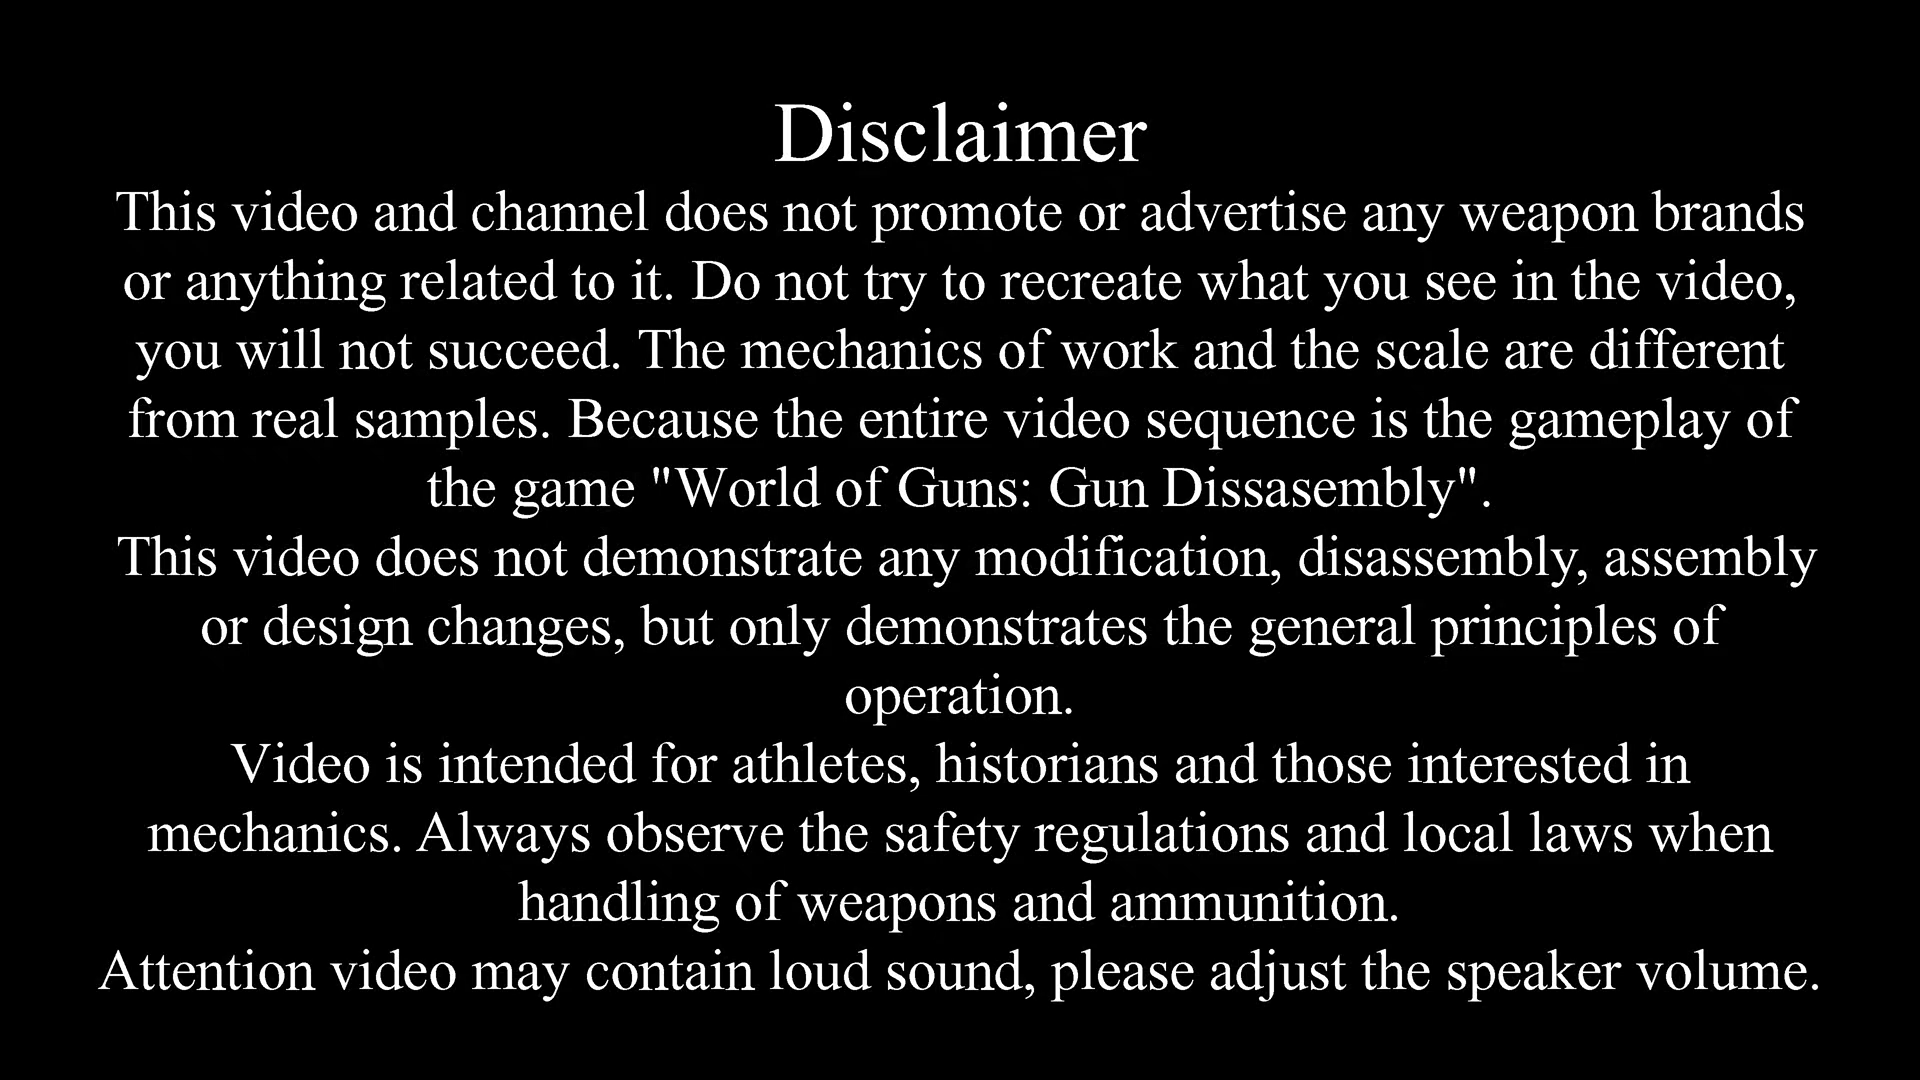 Disclaimer
This video and channel does not promote or advertise any weapon brands
or anything related to it. Do not try to recreate what you see in the video,
you will not succeed. The mechanics of work and the scale are different
from real samples. Because the entire video sequence is the gameplay of
the game "World of Guns: Gun Dissasembly".
This video does not demonstrate any modification, disassembly, assembly
or design changes, but only demonstrates the general principles of
operation.
Video is intended for athletes, historians and those interested in
mechanics. Always observe the safety regulations and local laws when
handling of weapons and ammunition.
Attention video may contain loud sound, please adjust the speaker volume.